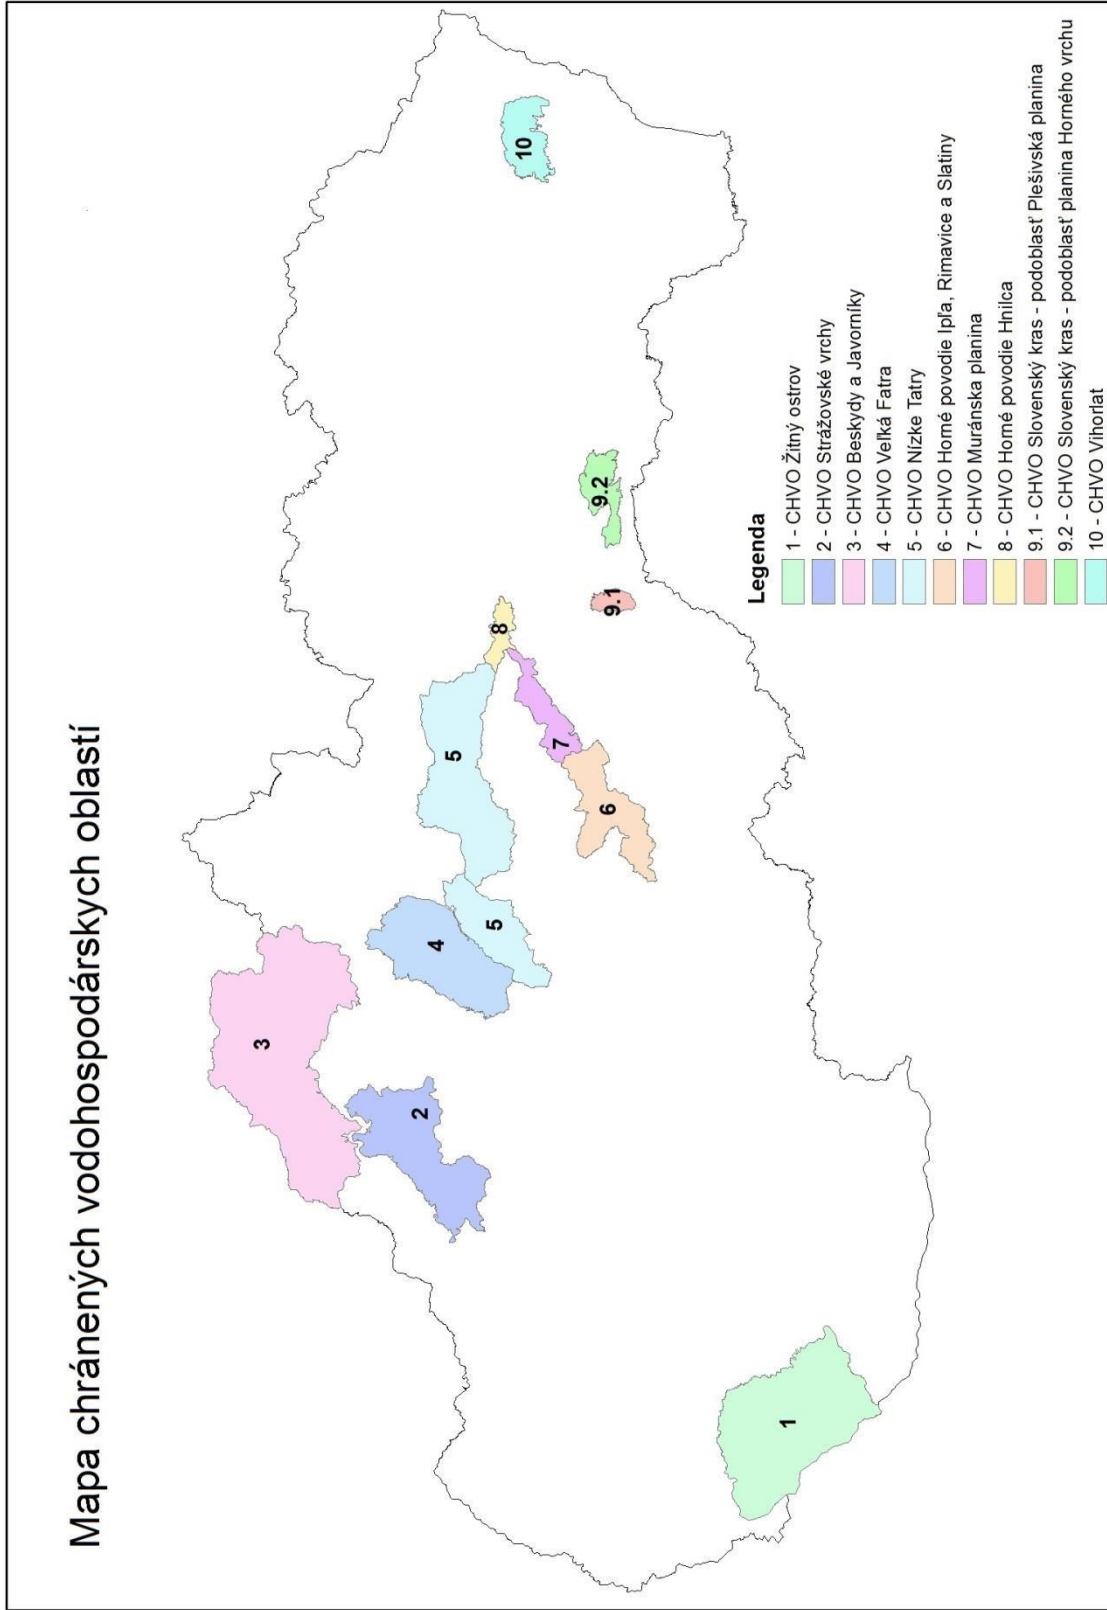 Mapa chránených vodohospodárskych oblastí
3
2
4
5
5
8
10
7
6
9.1
9.2
1
Legenda
1 - CHVO Žitný ostrov
2 - CHVO Strážovské vrchy
3 - CHVO Beskydy a Javorníky
4 - CHVO Veľká Fatra
5 - CHVO Nízke Tatry
6 - CHVO Horné povodie Ipľa, Rimavice a Slatiny
7 - CHVO Muránska planina
8 - CHVO Horné povodie Hnilca
9.1 - CHVO Slovenský kras - podoblasť Plešivská planina
9.2 - CHVO Slovenský kras - podoblasť planina Horného vrchu
10 - CHVO Vihorlat